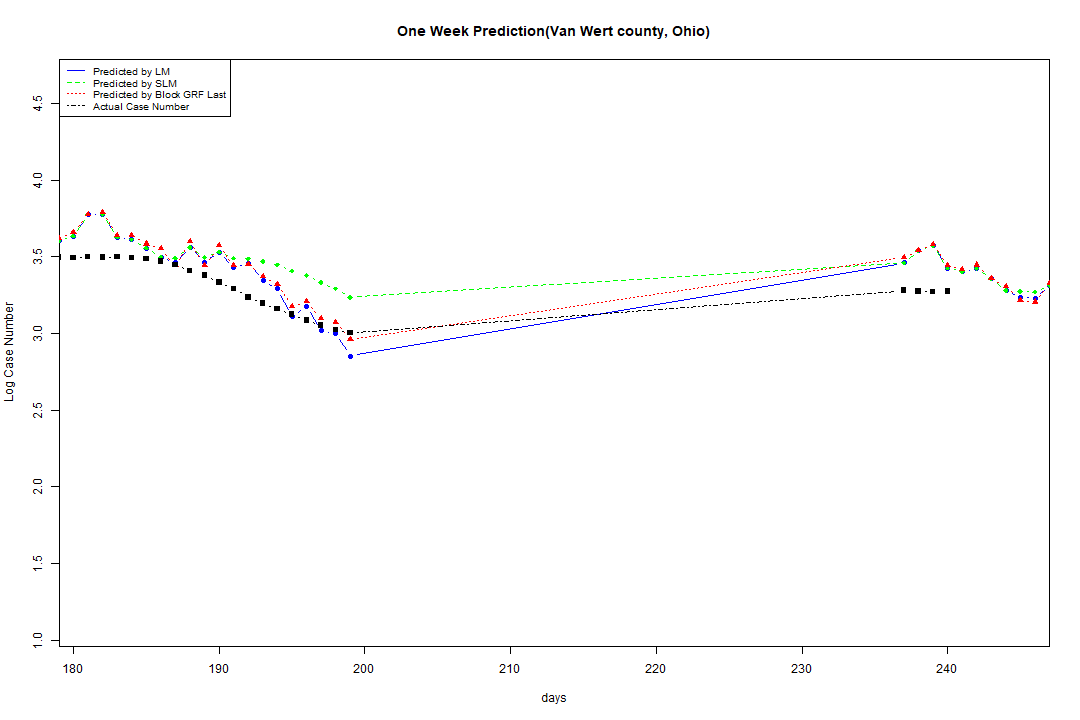 One Week Prediction(Van Wert county, Ohio)
Predicted by LM
Predicted by SLM
Predicted by Block GRF Last
Actual Case Number
4.5
4.0
3.5
3.0
2.5
2.0
1.5
1.0
Log Case Number
180 190 200 210 220 230 240
days